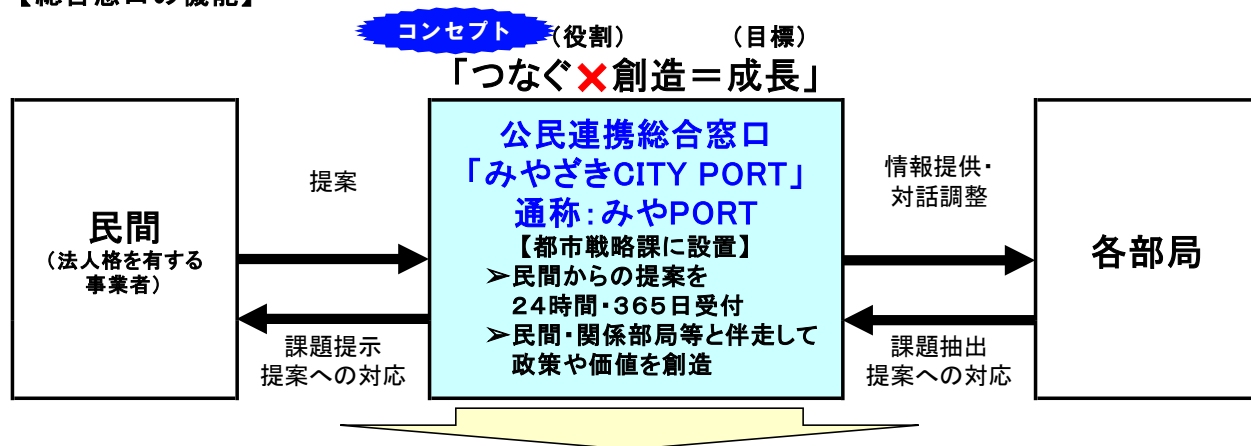 【総合窓口の機能】
コンセプト
（役割）
（目標）
「つなぐ×創造＝成長」
民間
（法人格を有する
事業者）
提案
課題提示
提案への対応
公民連携総合窓口
「みやざきCITY PORT」
通称：みやPORT
【都市戦略課に設置】
➢民間からの提案を
24時間・365日受付
➢民間・関係部局等と伴走して
政策や価値を創造
情報提供・
対話調整
課題抽出
提案への対応
各部局